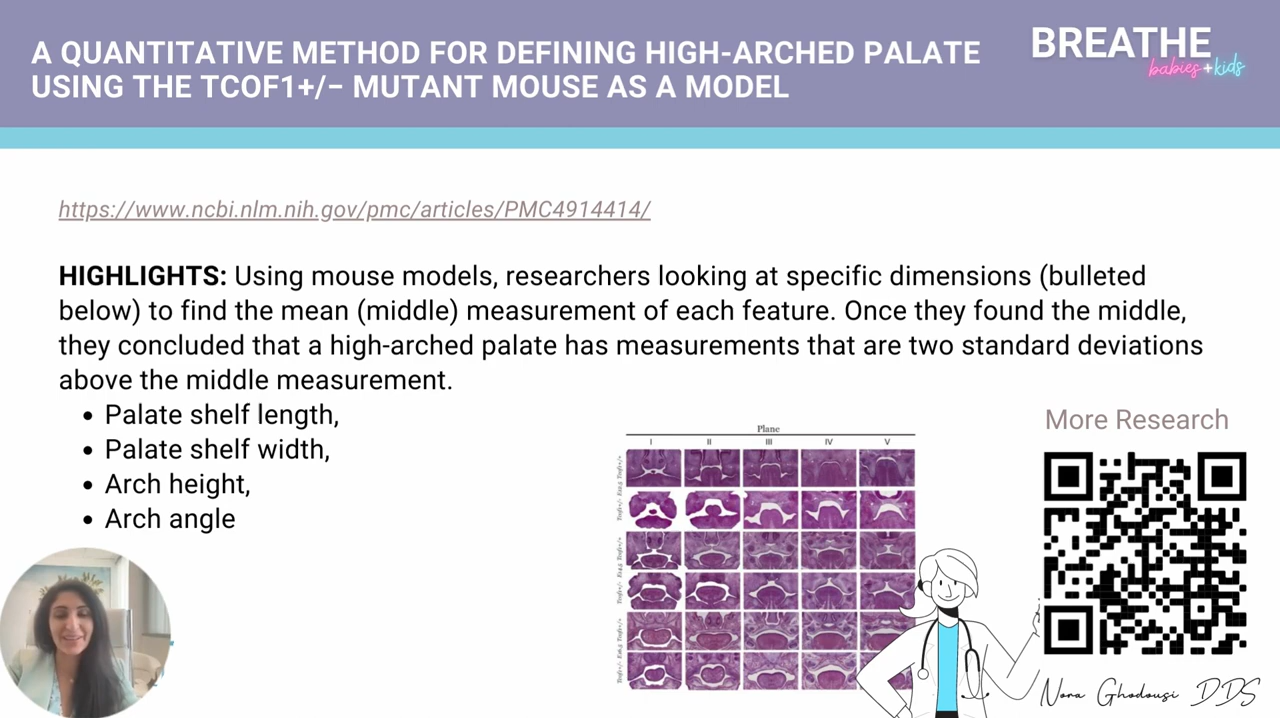 A QUANTITATIVE METHOD FOR DEFINING HIGH-ARCHED PALATE
USING THE TCOF1+/− MUTANT MOUSE AS A MODEL
BREATHE
babies+kids
https://www.ncbi.nlm.nih.gov/pmc/articles/PMC4914414/
HIGHLIGHTS: Using mouse models, researchers looking at specific dimensions (bulleted
below) to find the mean (middle) measurement of each feature. Once they found the middle,
they concluded that a high-arched palate has measurements that are two standard deviations
above the middle measurement.
• Palate shelf length,
• Palate shelf width,
• Arch height,
• Arch angle
Plane
I II III IV V
More Research
Nora Ghodousi DDS